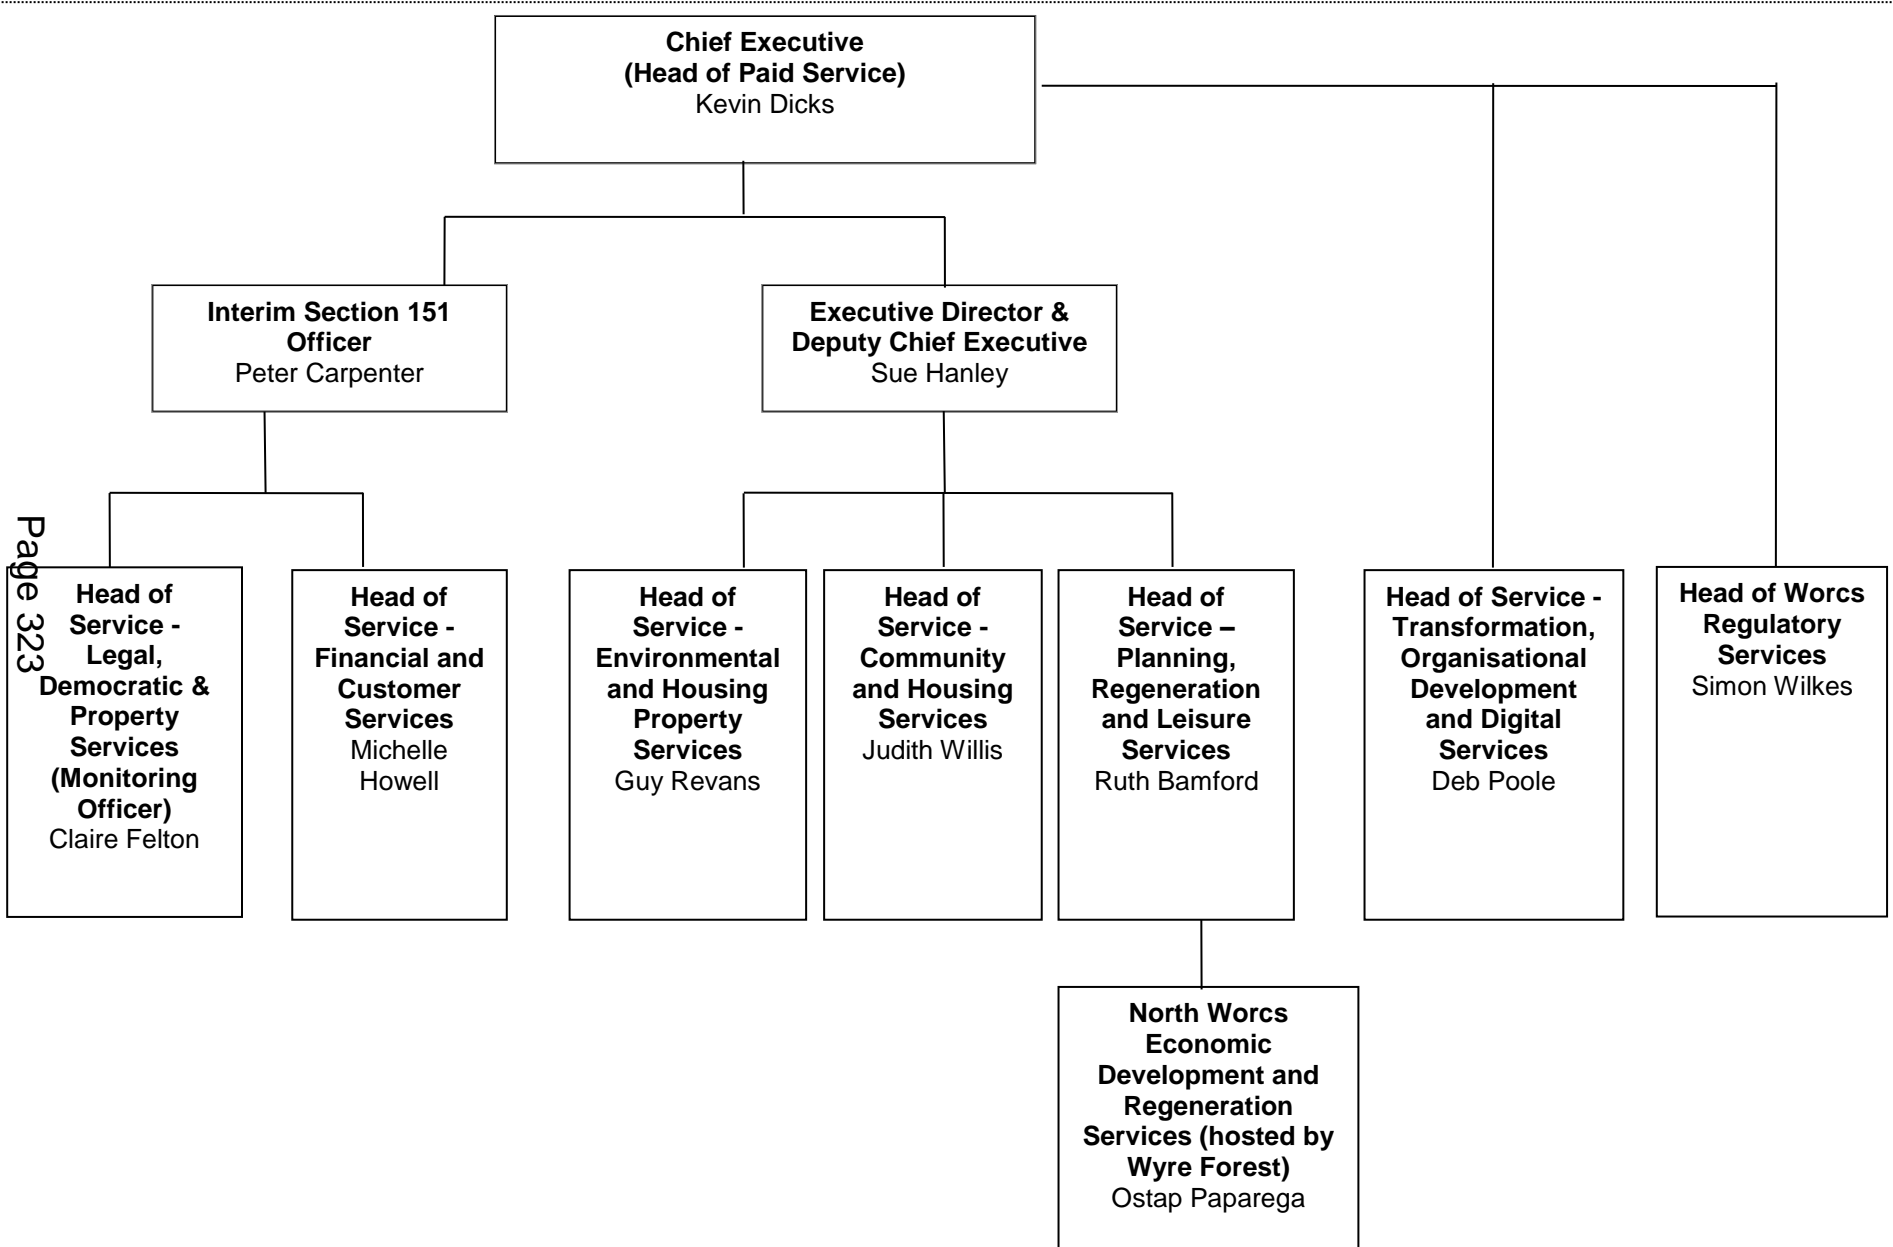 Chief Executive
(Head of Paid Service)
Kevin Dicks
Interim Section 151
Officer
Peter Carpenter
Executive Director &
Deputy Chief Executive
Sue Hanley
Page 323
Head of
Service -
Legal,
Democratic &
Property
Services
(Monitoring
Officer)
Claire Felton
Head of
Service -
Financial and
Customer
Services
Michelle
Howell
Head of
Service -
Environmental
and Housing
Property
Services
Guy Revans
Head of
Service -
Community
and Housing
Services
Judith Willis
Head of
Service –
Planning,
Regeneration
and Leisure
Services
Ruth Bamford
Head of Service -
Transformation,
Organisational
Development
and Digital
Services
Deb Poole
Head of Worcs
Regulatory
Services
Simon Wilkes
North Worcs
Economic
Development and
Regeneration
Services (hosted by
Wyre Forest)
Ostap Paparega